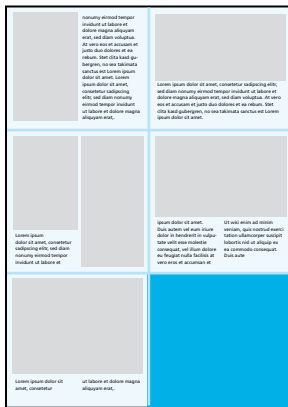 nonumy eirmod tempor
invidunt ut labore et
dolore magna aliquyam
erat, sed diam voluptua.
At vero eos et accusam et
justo duo dolores et ea
rebum. Stet clita kasd gu-
bergren, no sea takimata
sanctus est Lorem ipsum
dolor sit amet. Lorem
ipsum dolor sit amet,
consetetur sadipscing
elitr, sed diam nonumy
eirmod tempor invidunt
ut labore et dolore magna
aliquyam erat,.
Lorem ipsum dolor sit amet, consetetur sadipscing elitr, sed
diam nonumy eirmod tempor invidunt ut labore et
dolore magna aliquyam erat, sed diam voluptua. At vero
eos et accusam et justo duo dolores et ea rebum. Stet
clita kasd gubergren, no sea takimata sanctus est Lorem
ipsum dolor sit amet.
Lorem ipsum
dolor sit amet, consetetur
sadipscing elitr, sed diam
nonumy eirmod tempor
invidunt ut labore et
ipsum dolor sit amet.
Duis autem vel eum iriure
dolor in hendrerit in vulpu-
tate velit esse molestie
consequat, vel illum dolore
eu feugiat nulla facilisis at
vero eros et accumsan et
Ut wisi enim ad minim
veniam, quis nostrud exerci
tation ullamcorper suscipit
lobortis nisl ut aliquip ex
ea commodo consequat.
Duis aute
Lorem ipsum dolor sit
amet, consetetur
ut labore et dolore magna
aliquyam erat,.